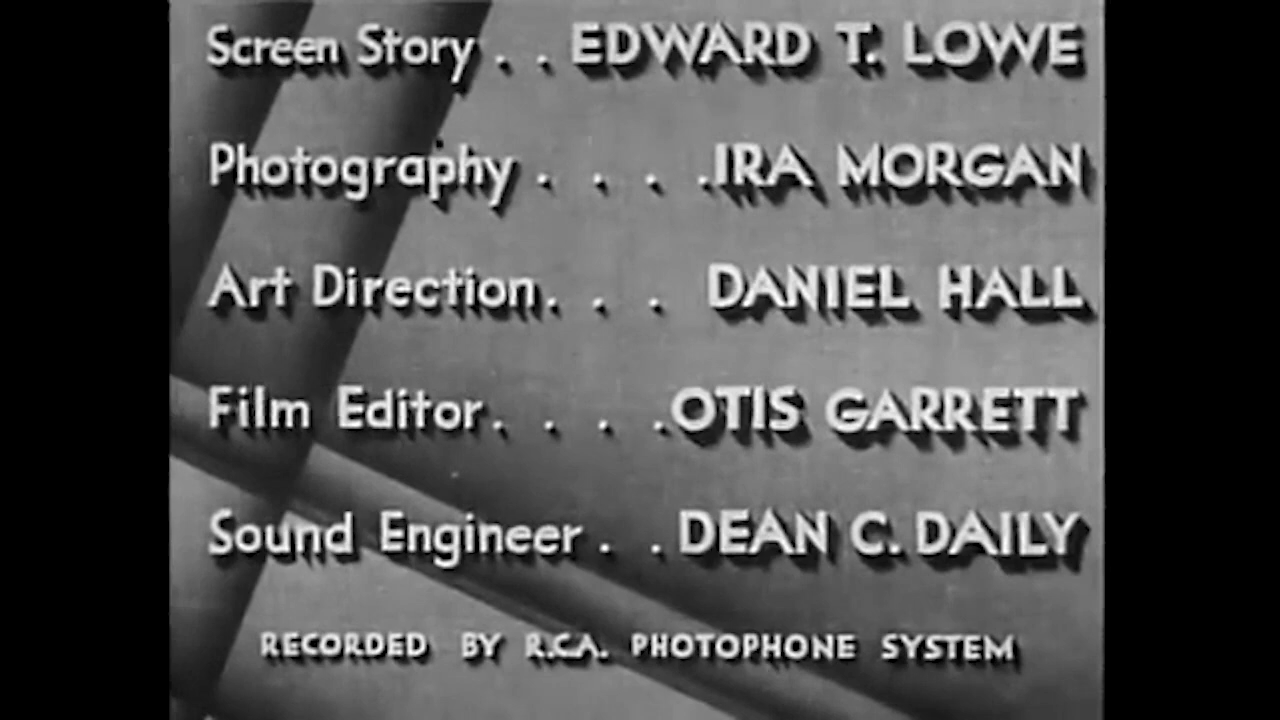 Screen Story . . EDWARD T. LOWE
Photography . . . . IRA MORGAN
Art Direction . . . DANIEL HALL
Film Editor . . . . OTIS GARRETT
Sound Engineer . . DEAN C. DAILY
RECORDED BY R.C.A. PHOTOPHONE SYSTEM